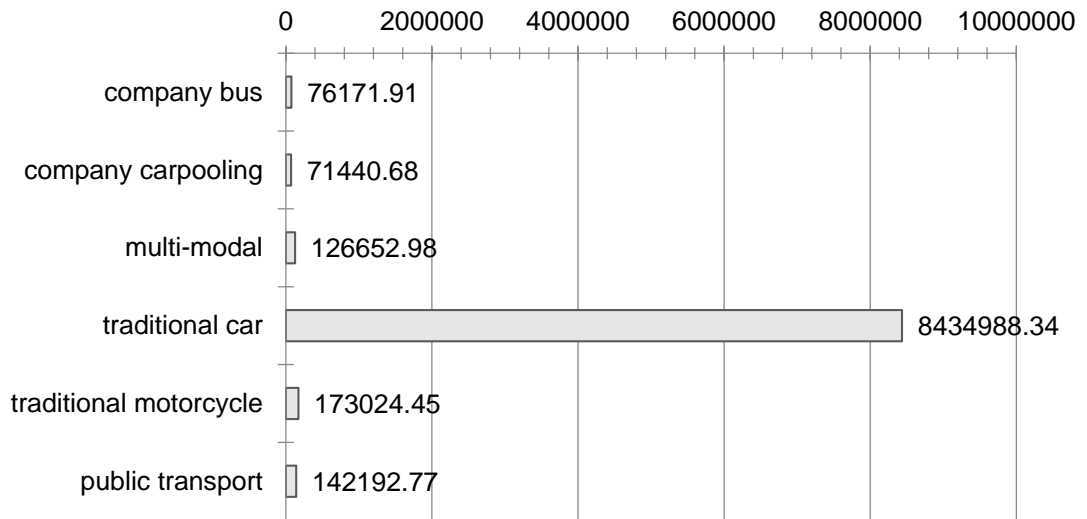 0 2000000 4000000 6000000 8000000 10000000
company bus 76171.91
company carpooling 71440.68
multi-modal 126652.98
traditional car 8434988.34
traditional motorcycle 173024.45
public transport 142192.77